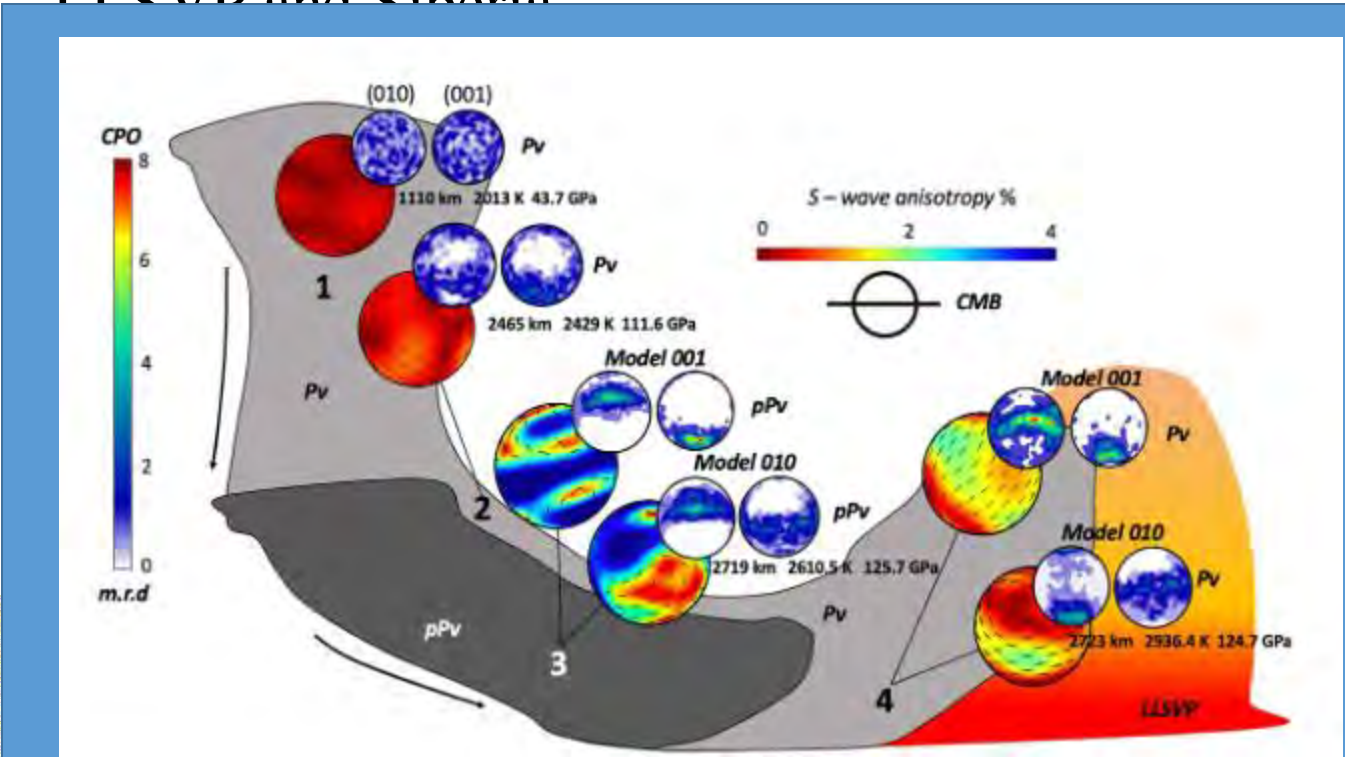 (010) (001)
CPO
8
Pv
1110 km 2013 K 43.7 GPa
S – wave anisotropy %
0 2 4
6
Pv
1
CMB
2465 km 2429 K 111.6 GPa
Model 001
4
Pv
pPv
Model 001
Pv
Model 010
2
2
pPv
Model 010
0
2719 km 2610.5 K 125.7 GPa
Pv
m.r.d
Pv
pPv
2723 km 2936.4 K 124.7 GPa
3
4
LLSVP